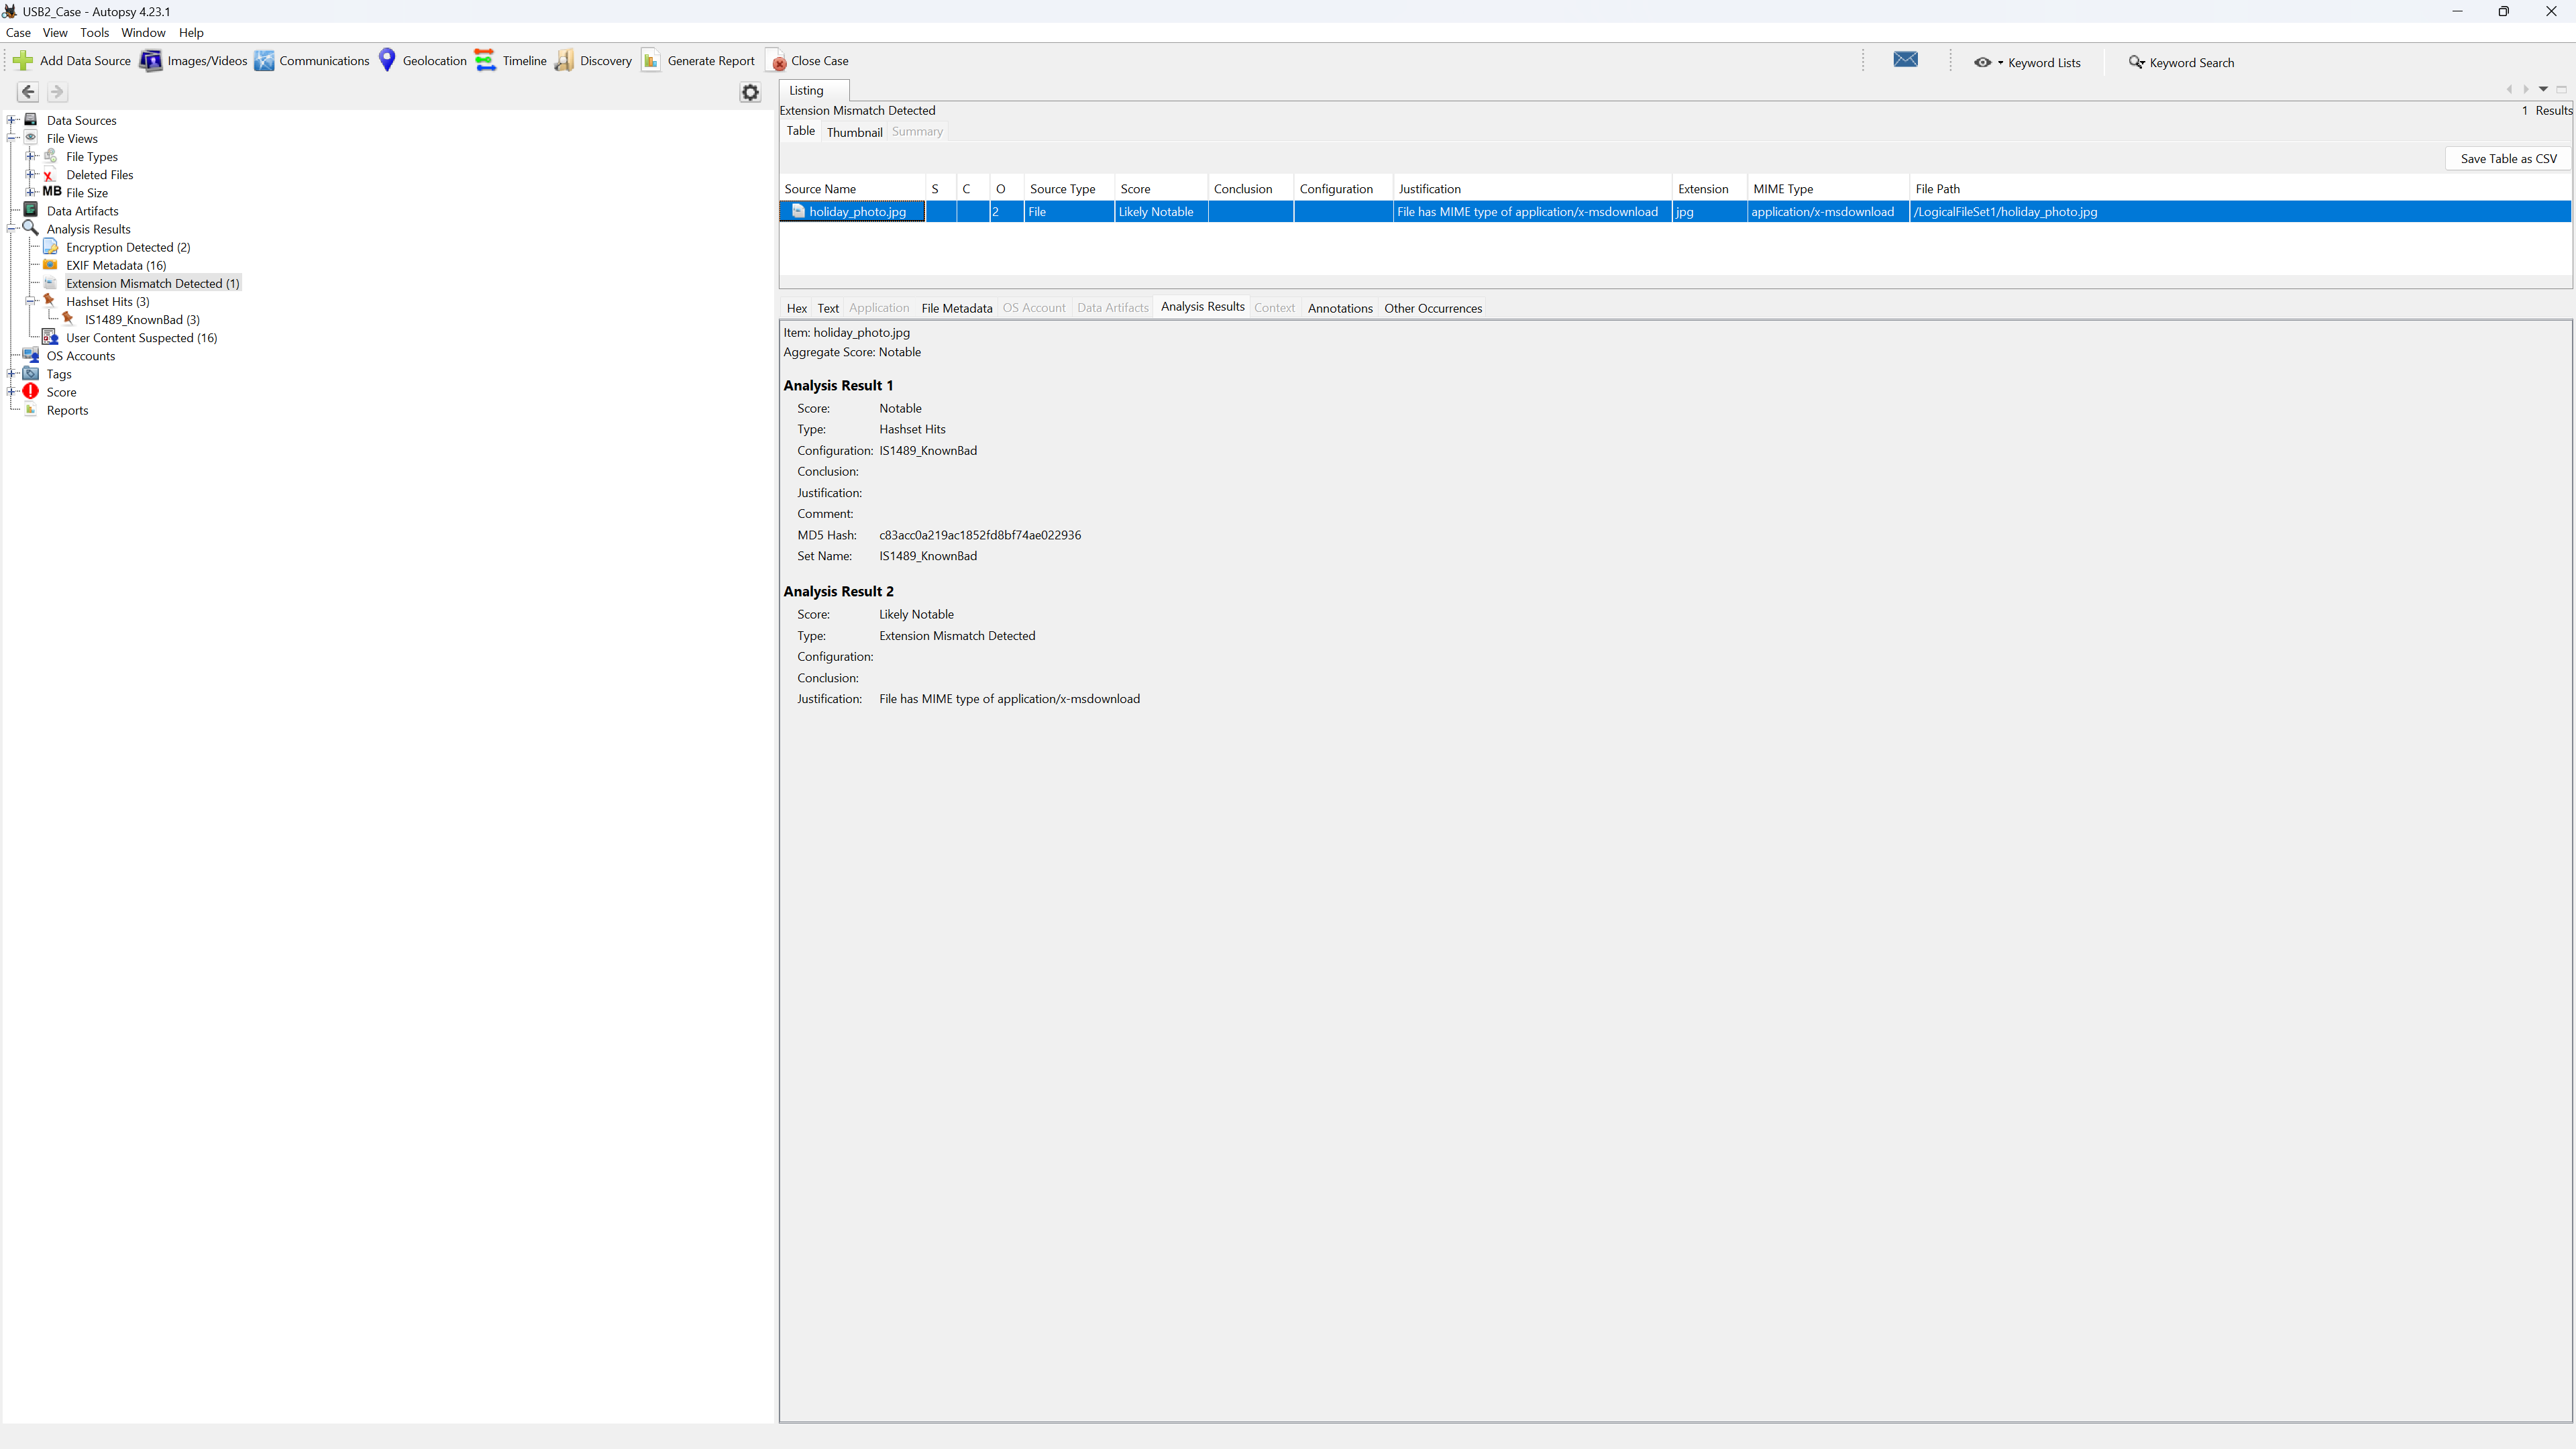 USB2_Case - Autopsy 4.23.1
Case View Tools Window Help
Add Data Source Images/Videos Communications Geolocation Timeline Discovery Generate Report Close Case Keyword Lists Keyword Search
Data Sources
File Views
File Types
Deleted Files
MB File Size
Data Artifacts
Analysis Results
Encryption Detected (2)
EXIF Metadata (16)
Extension Mismatch Detected (1)
Hashset Hits (3)
IS1489_KnownBad (3)
User Content Suspected (16)
OS Accounts
Tags
Score
Reports
Listing
Extension Mismatch Detected 1 Results
Table Thumbnail Summary
Save Table as CSV
Source Name S C O Source Type Score Conclusion Configuration Justification Extension MIME Type File Path
holiday_photo.jpg 2 File Likely Notable File has MIME type of application/x-msdownload jpg application/x-msdownload /LogicalFileSet1/holiday_photo.jpg
Hex Text Application File Metadata OS Account Data Artifacts Analysis Results Context Annotations Other Occurrences
Item: holiday_photo.jpg
Aggregate Score: Notable
Analysis Result 1
Score: Notable
Type: Hashset Hits
Configuration: IS1489_KnownBad
Conclusion:
Justification:
Comment:
MD5 Hash: c83acc0a219ac1852fd8bf74ae022936
Set Name: IS1489_KnownBad
Analysis Result 2
Score: Likely Notable
Type: Extension Mismatch Detected
Configuration:
Conclusion:
Justification: File has MIME type of application/x-msdownload